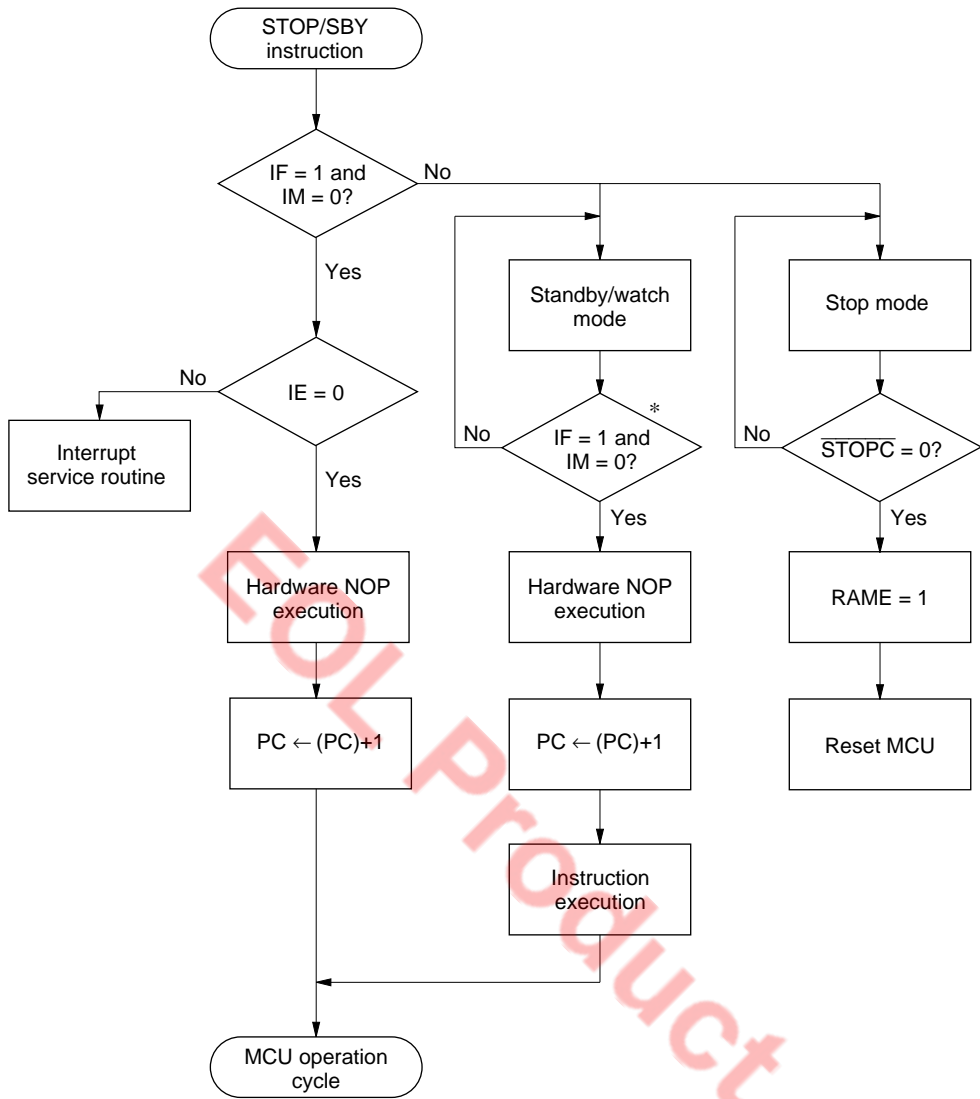 STOP/SBY
instruction
IF = 1 and
IM = 0?
No
Yes
IE = 0
No
Yes
Interrupt
service routine
Hardware NOP
execution
PC ← (PC)+1
Standby/watch
mode
*
IF = 1 and
IM = 0?
No
Yes
Hardware NOP
execution
PC ← (PC)+1
Instruction
execution
Stop mode
S̅T̅O̅P̅C̅ = 0?
No
Yes
RAME = 1
Reset MCU
MCU operation
cycle
EOL Product